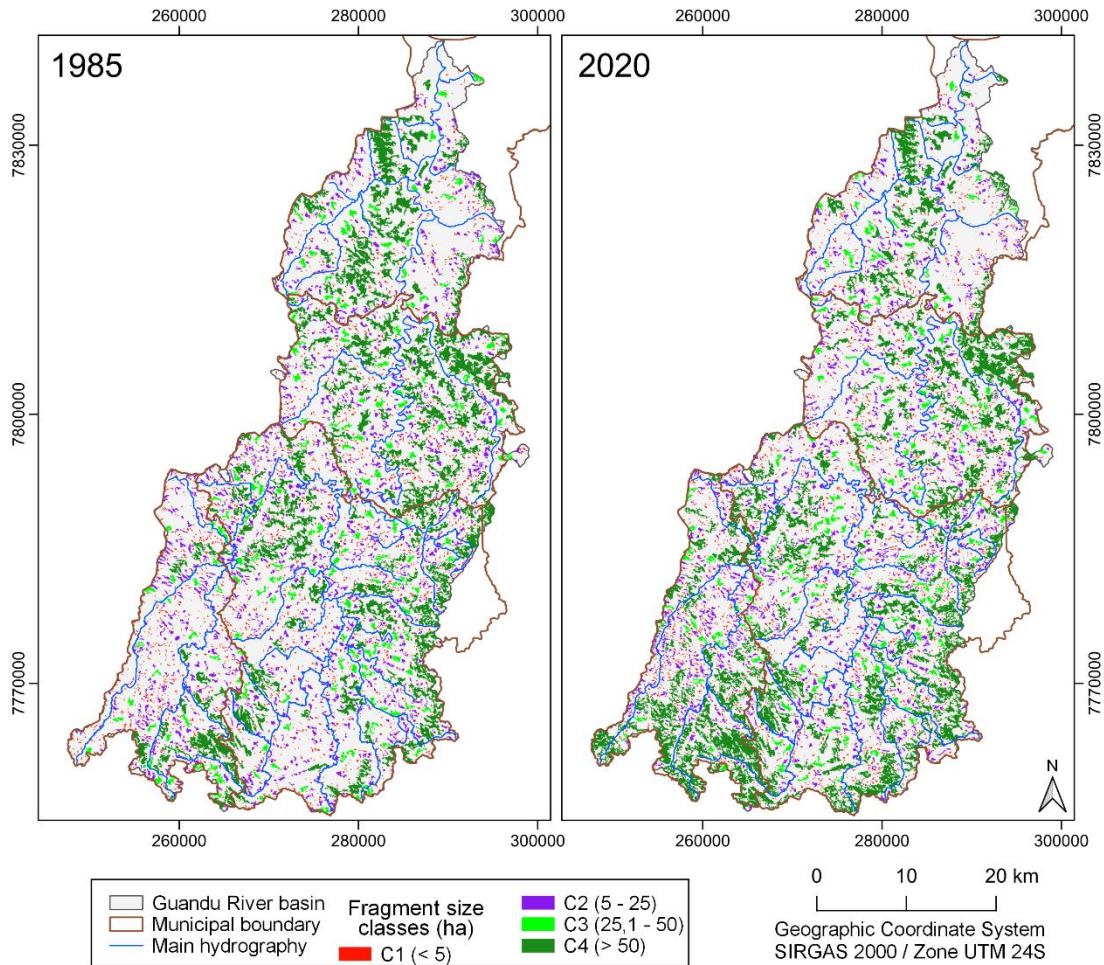 260000 280000 300000 260000 280000 300000
1985
2020
7830000
7830000
7800000
7800000
7770000
7770000
N
260000 280000 300000 260000 280000 300000
Guandu River basin
Municipal boundary
Main hydrography
Fragment size
classes (ha)
C1 (< 5)
C2 (5 - 25)
C3 (25,1 - 50)
C4 (> 50)
0 10 20 km
Geographic Coordinate System
SIRGAS 2000 / Zone UTM 24S